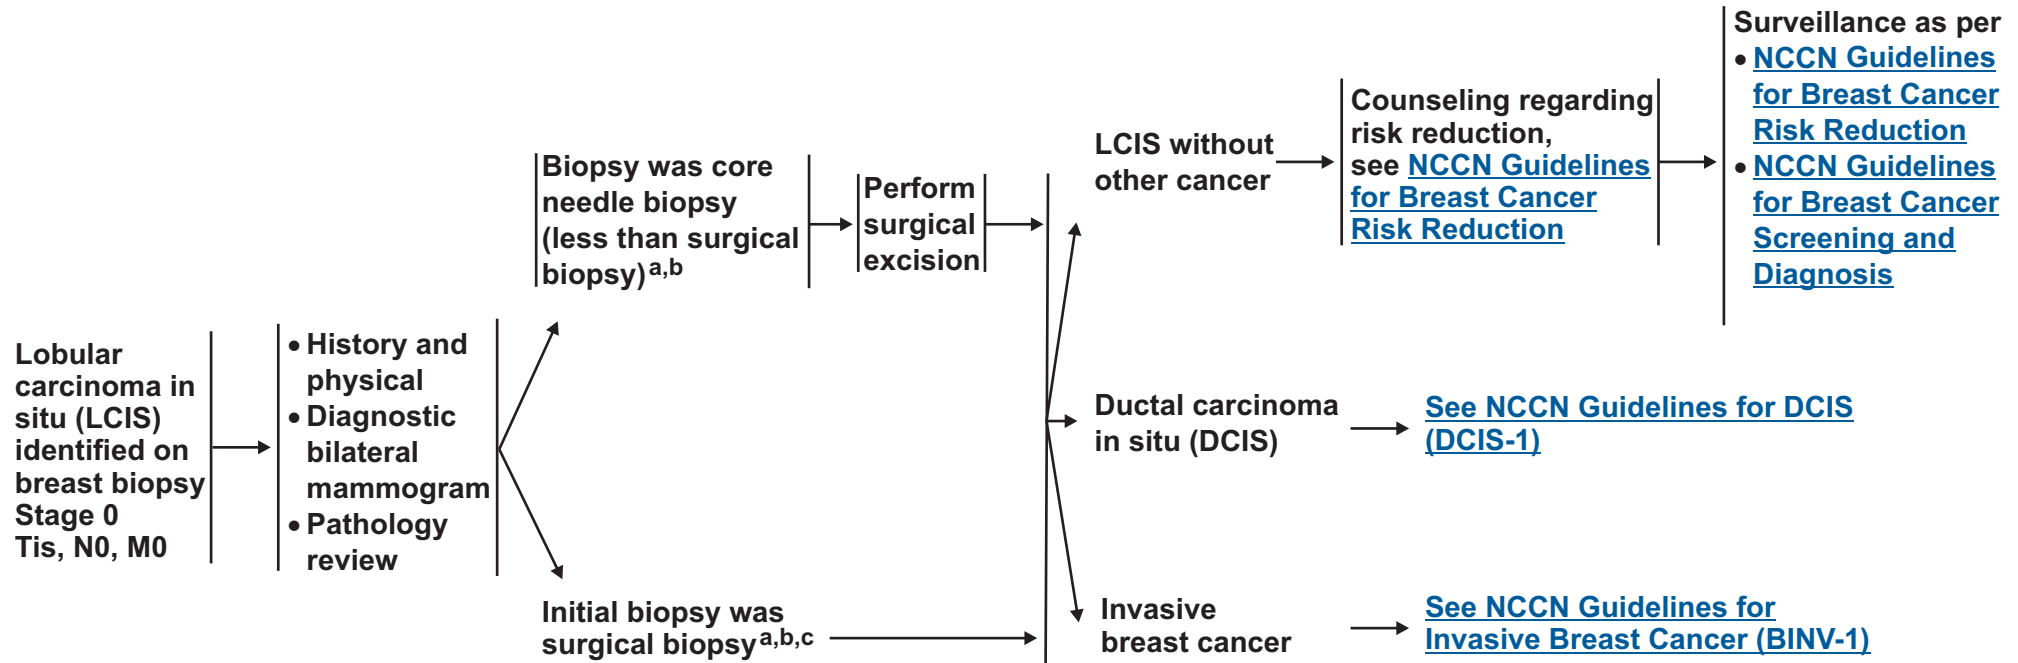 Lobular
carcinoma in
situ (LCIS)
identified on
breast biopsy
Stage 0
Tis, N0, M0
• History and
physical
• Diagnostic
bilateral
mammogram
• Pathology
review
Biopsy was core
needle biopsy
(less than surgical
biopsy)a,b
Perform
surgical
excision
Initial biopsy was
surgical biopsya,b,c
LCIS without
other cancer
Counseling regarding
risk reduction,
see NCCN Guidelines
for Breast Cancer
Risk Reduction
Surveillance as per
• NCCN Guidelines
for Breast Cancer
Risk Reduction
• NCCN Guidelines
for Breast Cancer
Screening and
Diagnosis
Ductal carcinoma
in situ (DCIS)
See NCCN Guidelines for DCIS
(DCIS-1)
Invasive
breast cancer
See NCCN Guidelines for
Invasive Breast Cancer (BINV-1)